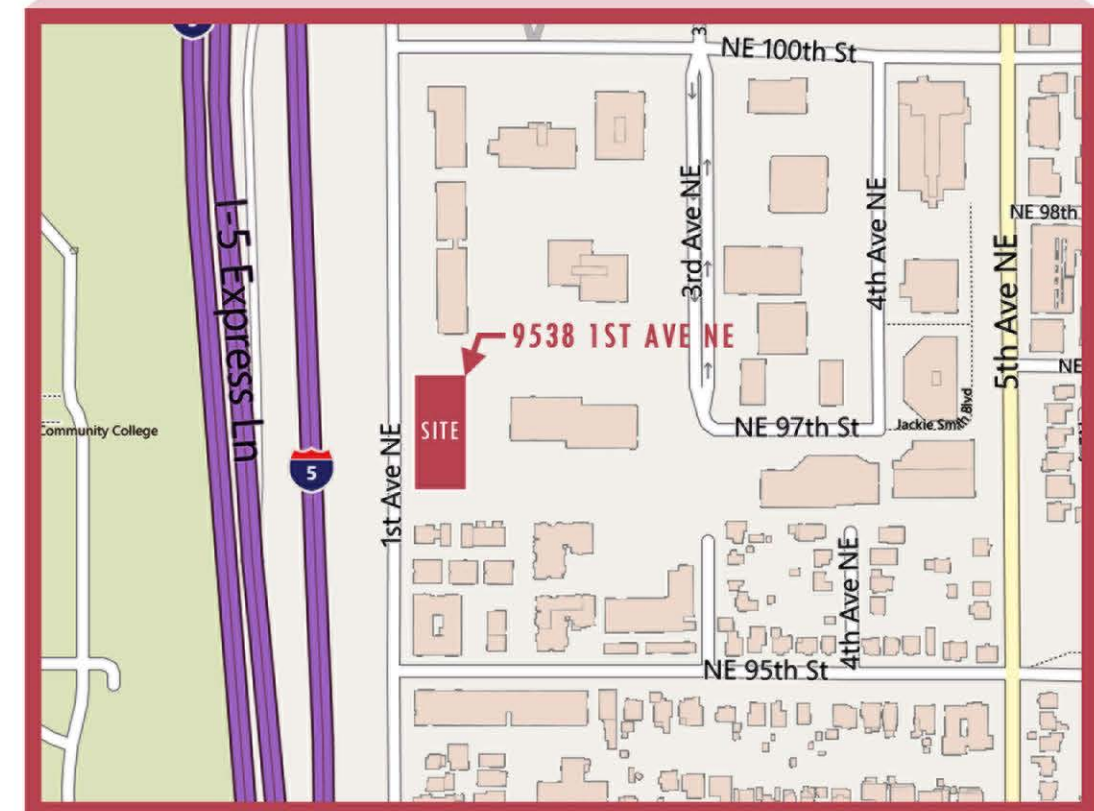 NE 100th St
I-5 Express Ln
3rd Ave NE
4th Ave NE
NE 98th
5th Ave NE
9538 1ST AVE NE
NE
Community College
SITE
NE 97th St
Jackie Smith Blvd
5
1st Ave NE
4th Ave NE
NE 95th St